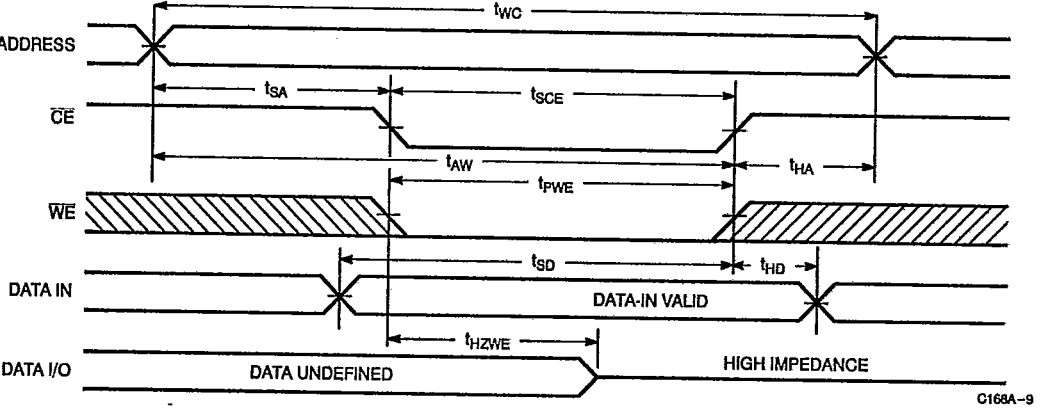 tWC
ADDRESS
tSA
tSCE
CE
tAW
tHA
tPWE
WE
tSD
tHD
DATA IN
DATA-IN VALID
tHZWE
DATA I/O
DATA UNDEFINED
HIGH IMPEDANCE
C168A-9